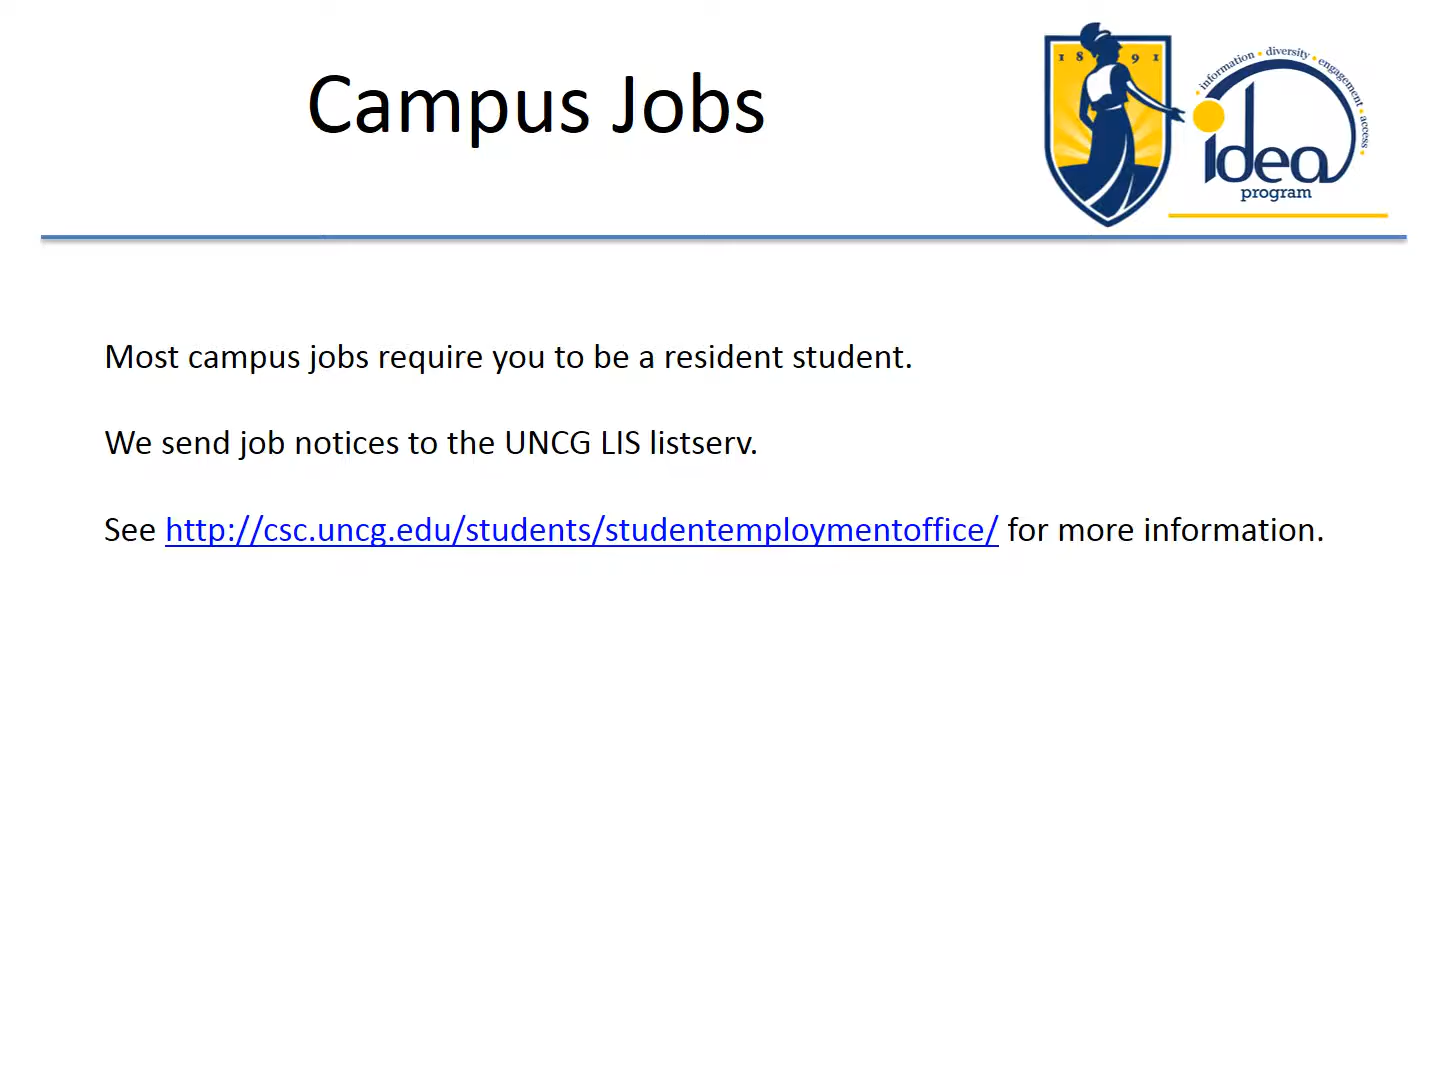 Campus Jobs
1 8 9 1
information • diversity • engagement • access •
idea
program
Most campus jobs require you to be a resident student.
We send job notices to the UNCG LIS listserv.
See http://csc.uncg.edu/students/studentemploymentoffice/ for more information.